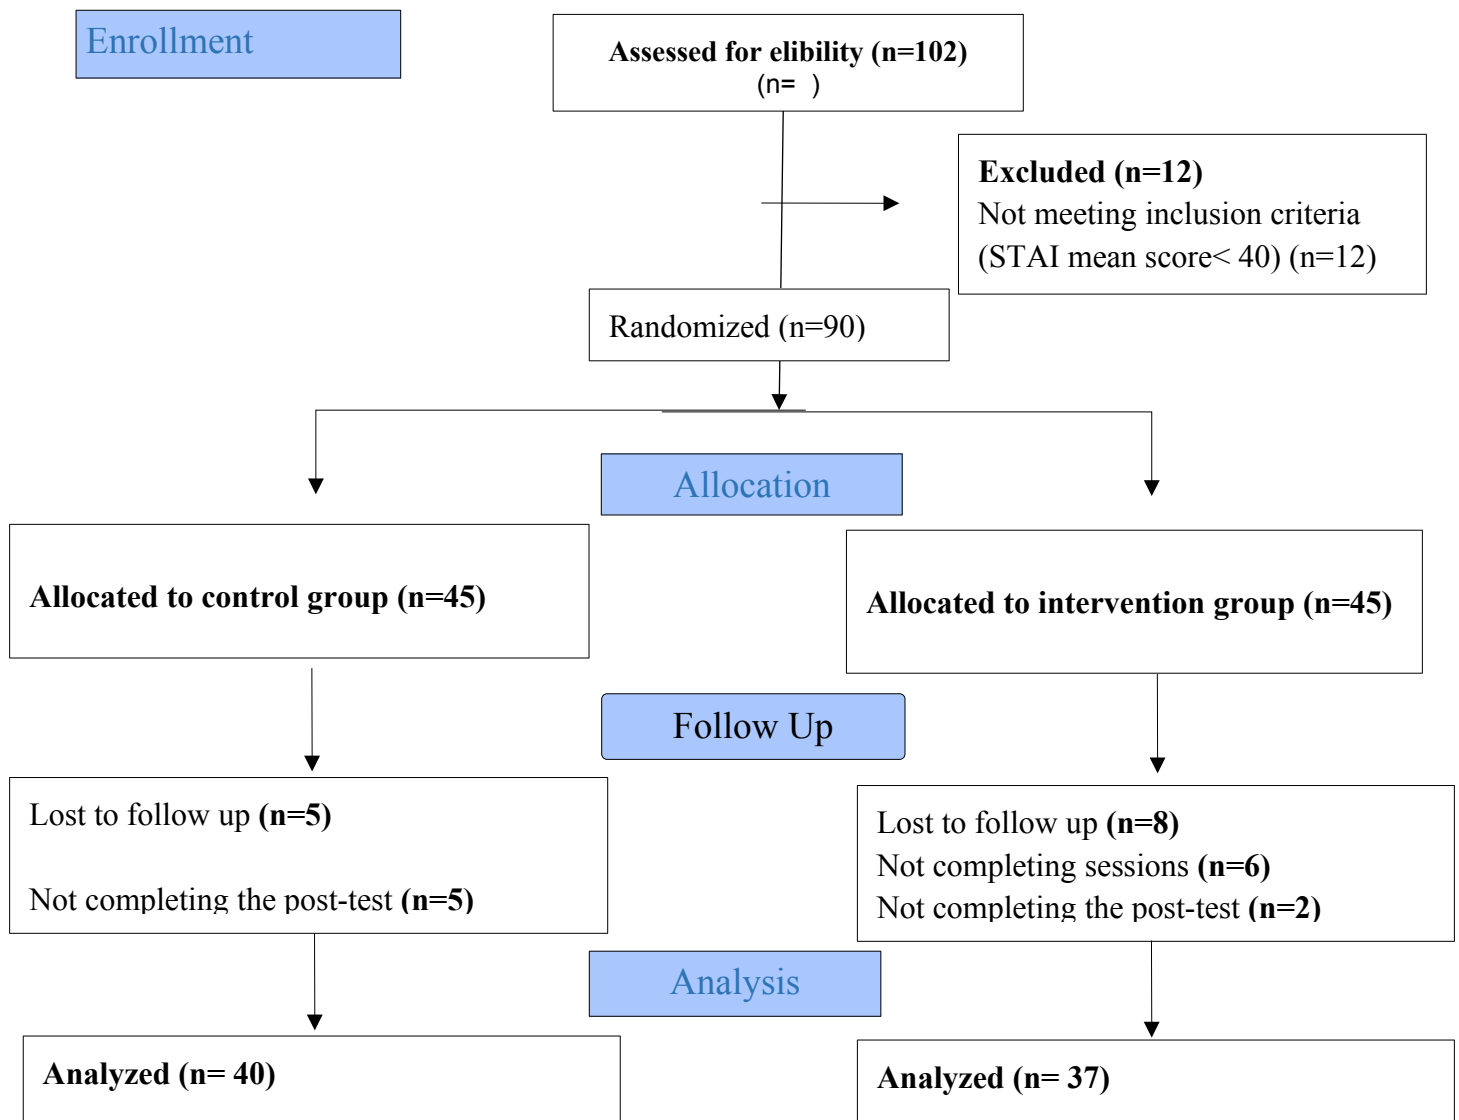 Enrollment
Assessed for elibility (n=102)
(n= )
Excluded (n=12)
Not meeting inclusion criteria
(STAI mean score< 40) (n=12)
Randomized (n=90)
Allocation
Allocated to control group (n=45)
Allocated to intervention group (n=45)
Follow Up
Lost to follow up (n=5)
Not completing the post-test (n=5)
Lost to follow up (n=8)
Not completing sessions (n=6)
Not completing the post-test (n=2)
Analysis
Analyzed (n= 40)
Analyzed (n= 37)